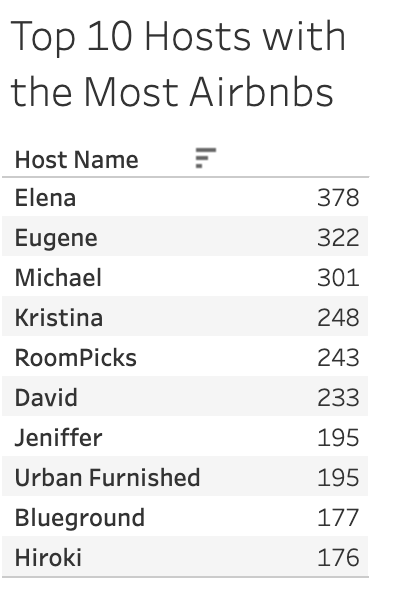 Top 10 Hosts with
the Most Airbnbs
Host Name
Elena 378
Eugene 322
Michael 301
Kristina 248
RoomPicks 243
David 233
Jeniffer 195
Urban Furnished 195
Blueground 177
Hiroki 176